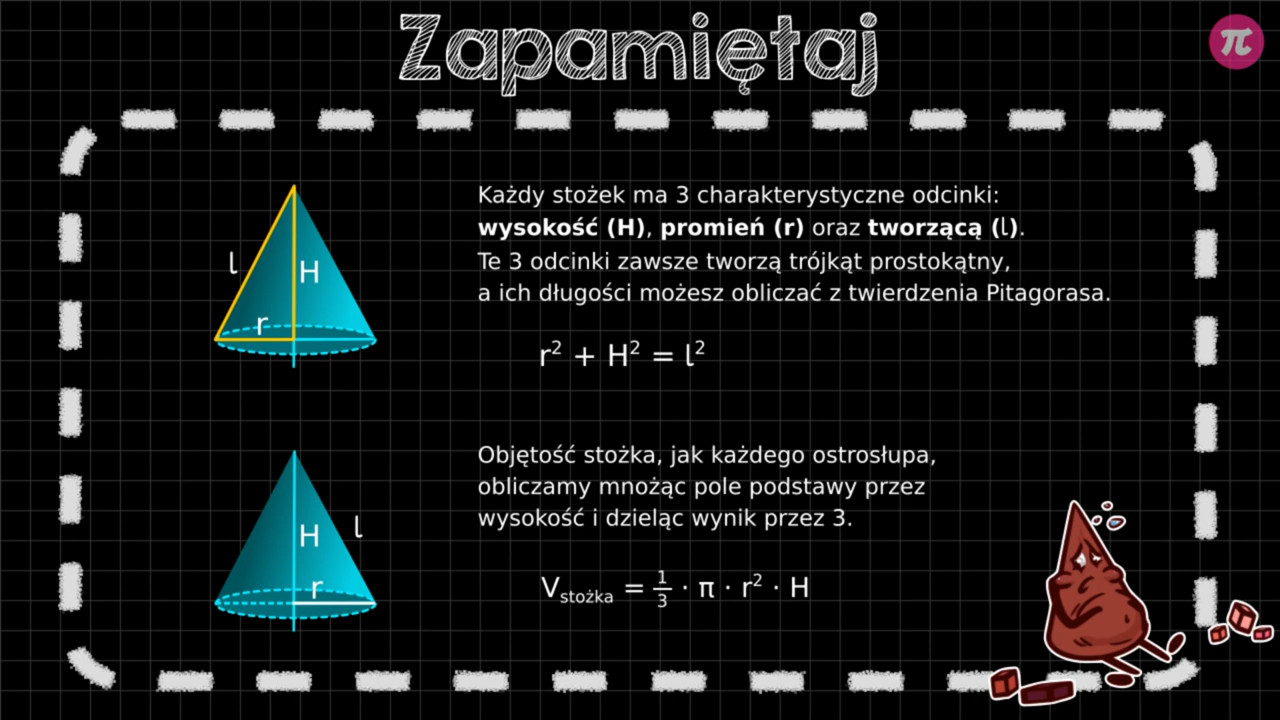 Zapamiętaj
π
Każdy stożek ma 3 charakterystyczne odcinki:
wysokość (H), promień (r) oraz tworzącą (l).
Te 3 odcinki zawsze tworzą trójkąt prostokątny,
a ich długości możesz obliczać z twierdzenia Pitagorasa.
l
H
r
r² + H² = l²
Objętość stożka, jak każdego ostrosłupa,
obliczamy mnożąc pole podstawy przez
wysokość i dzieląc wynik przez 3.
H
l
r
V_stożka = 1/3 · π · r² · H